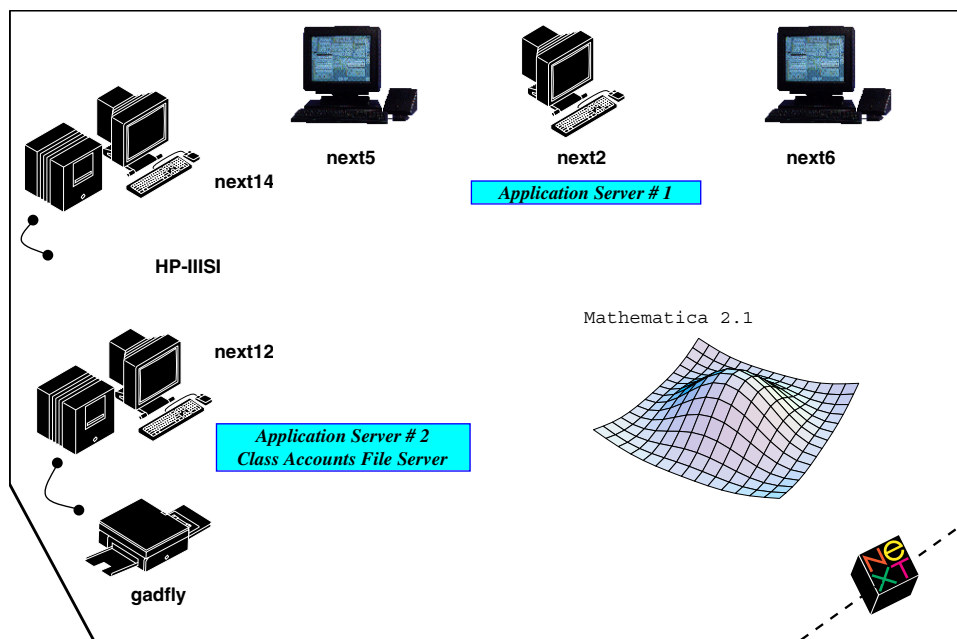 next5
next2
next6
next14
Application Server # 1
HP-IIISI
Mathematica 2.1
next12
Application Server # 2
Class Accounts File Server
NeXT
gadfly